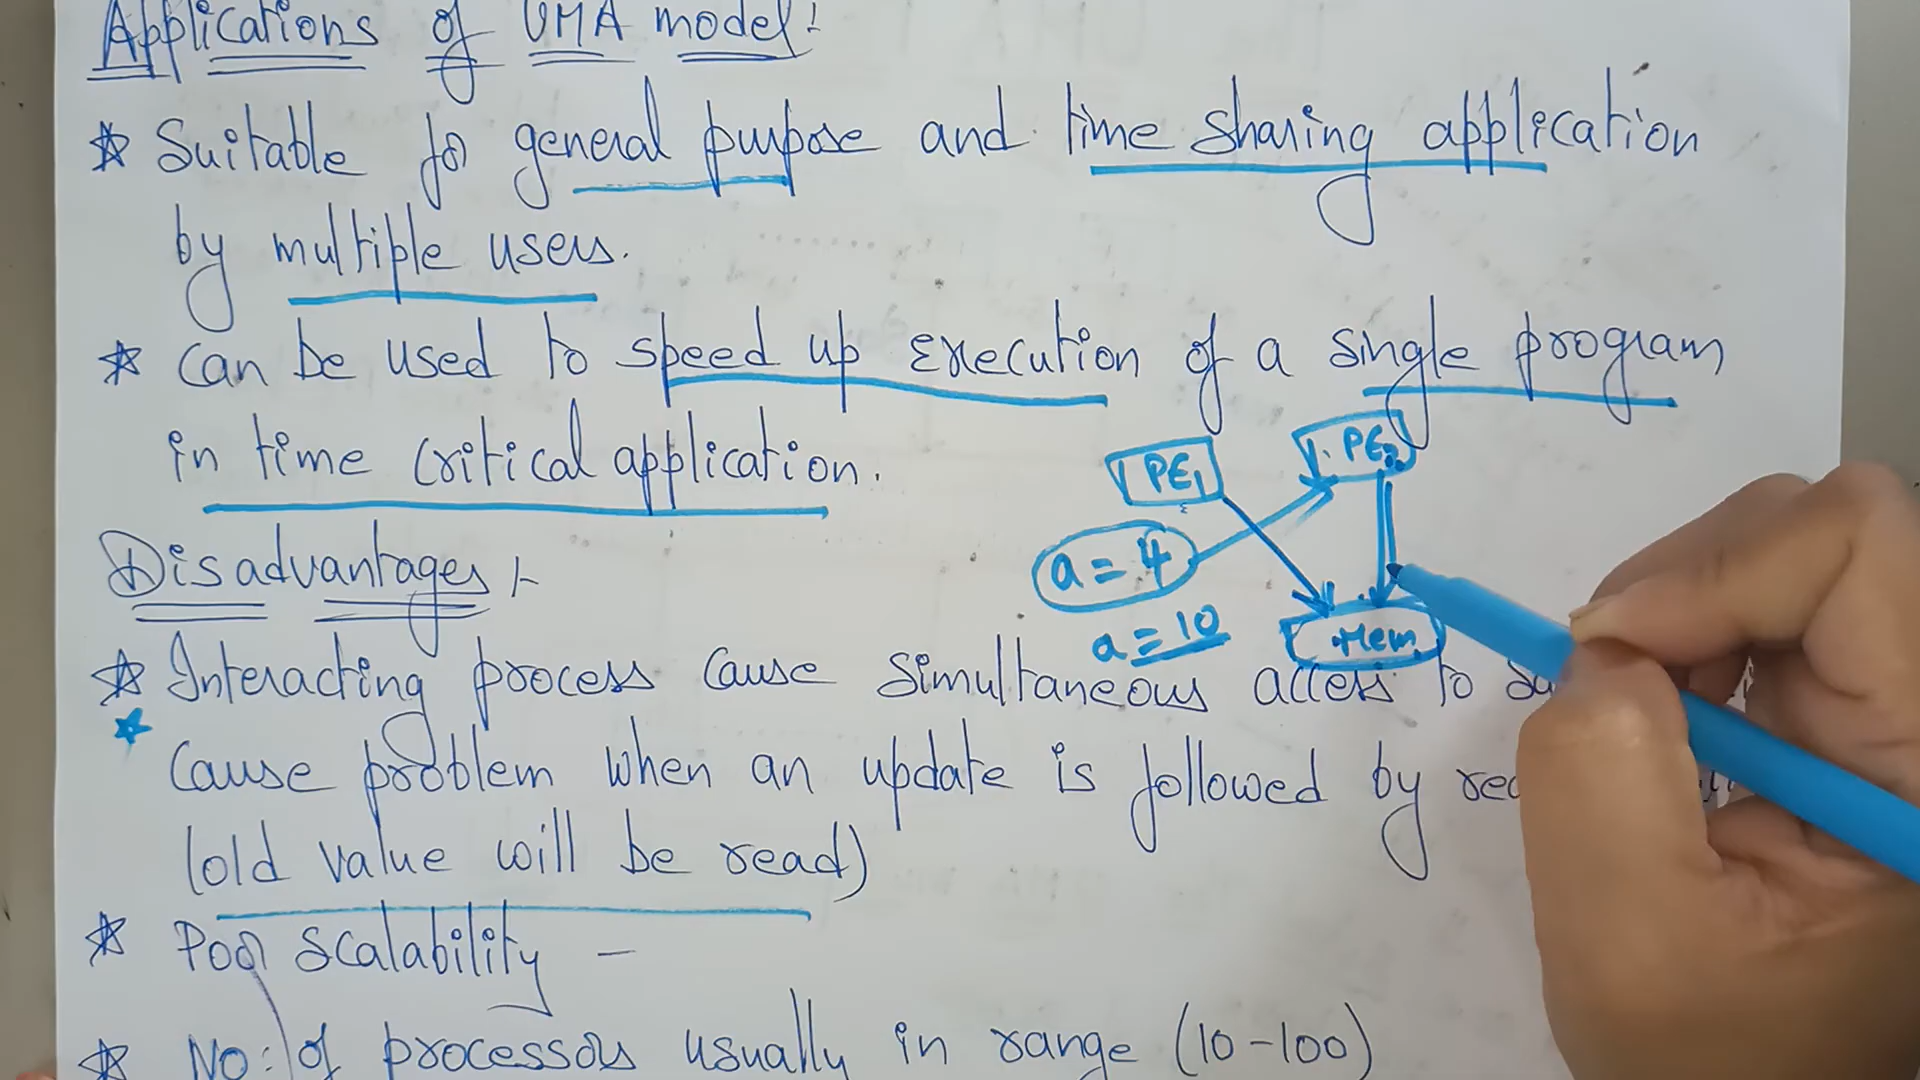 Applications of UMA model:
* Suitable for general purpose and time sharing application
by multiple users.
* can be used to speed up execution of a single program
in time critical application.
PE1
PE2
a = 4
a = 10
Mem
Disadvantages :-
* Interacting process cause simultaneous access to
cause problem when an update is followed by
(old value will be read)
* Poor scalability -
* No: of processors usually in range (10-100)